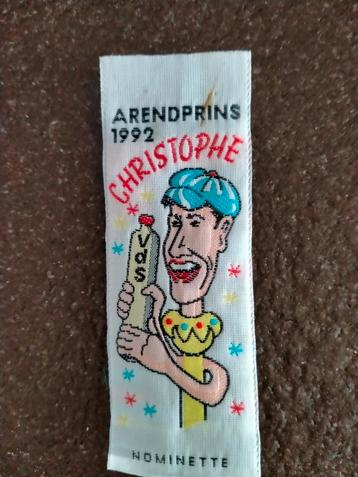 ARENDPRINS
1992
CHRISTOPHE
VdS
NOMINETTE